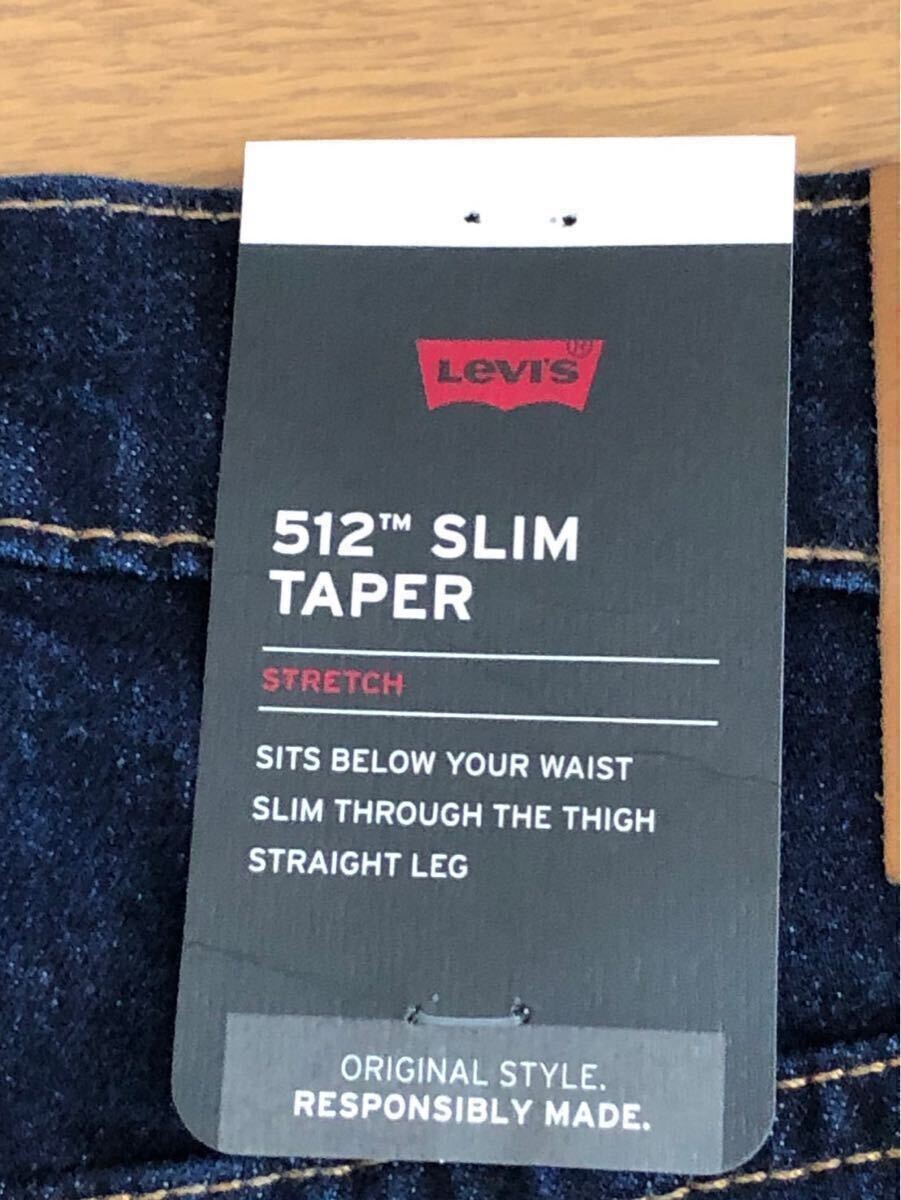 Levi's®
512™ SLIM
TAPER
STRETCH
SITS BELOW YOUR WAIST
SLIM THROUGH THE THIGH
STRAIGHT LEG
ORIGINAL STYLE.
RESPONSIBLY MADE.